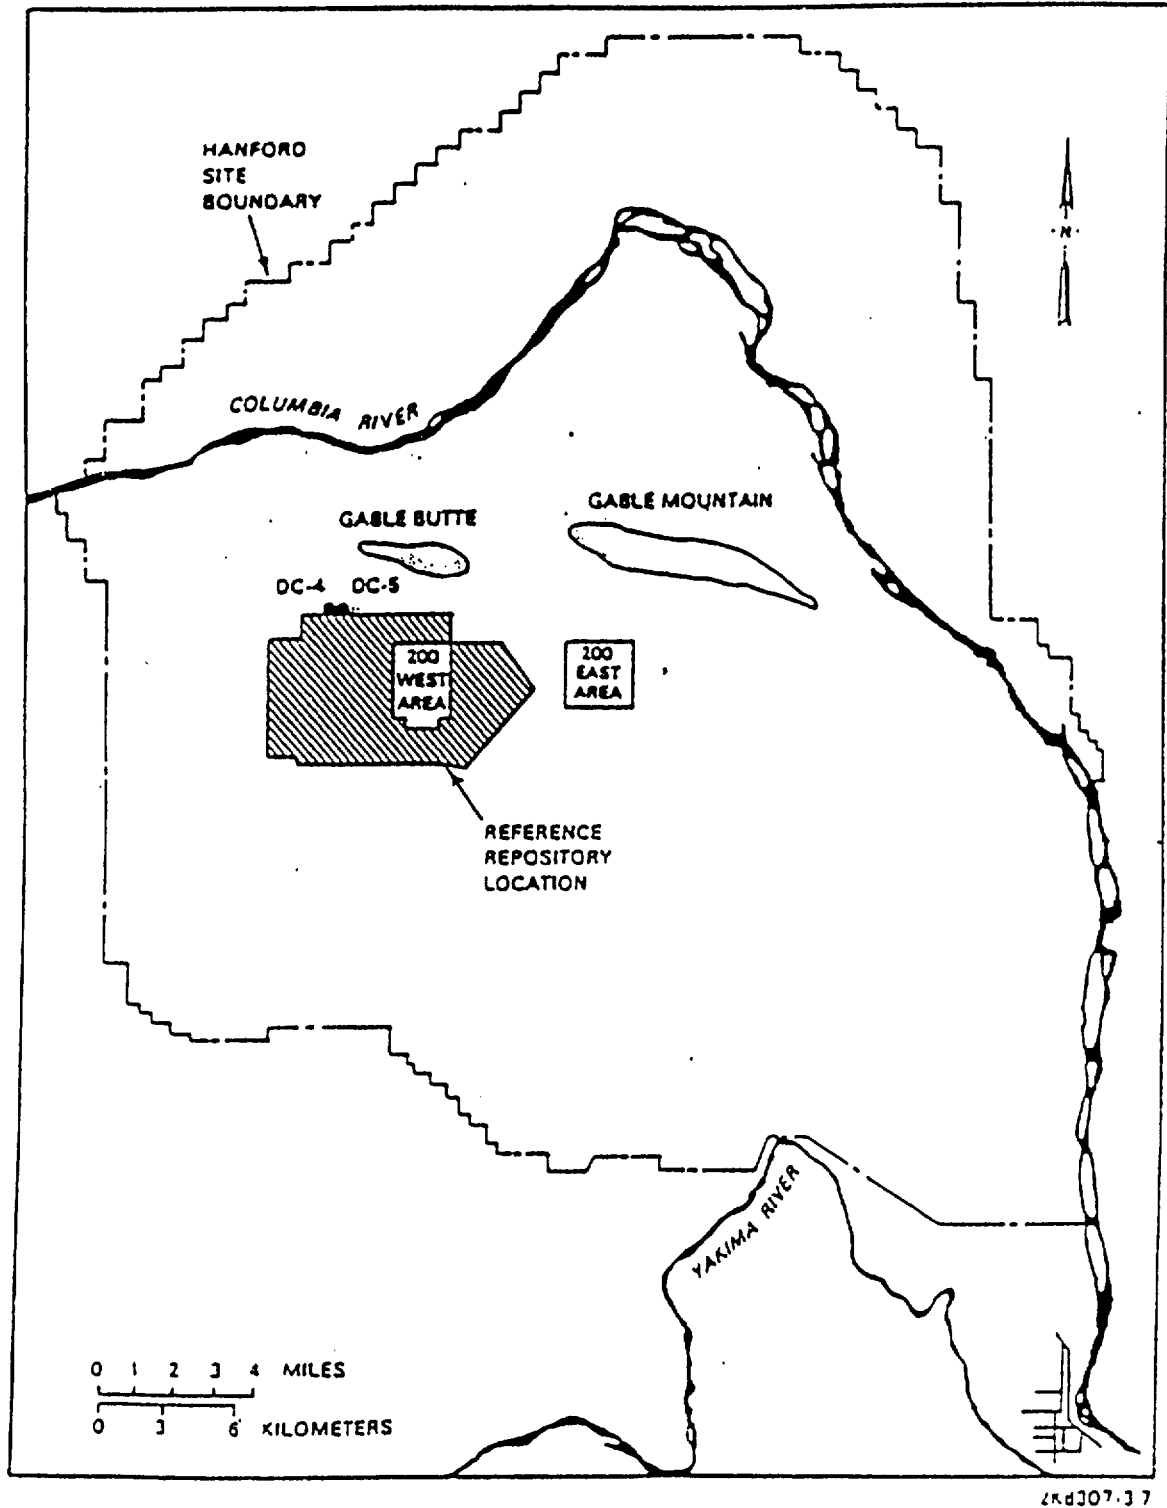 HANFORD
SITE
BOUNDARY
N
COLUMBIA RIVER
GABLE BUTTE
GABLE MOUNTAIN
DC-4 DC-5
200
WEST
AREA
200
EAST
AREA
REFERENCE
REPOSITORY
LOCATION
YAKIMA RIVER
0 1 2 3 4 MILES
0 3 6 KILOMETERS